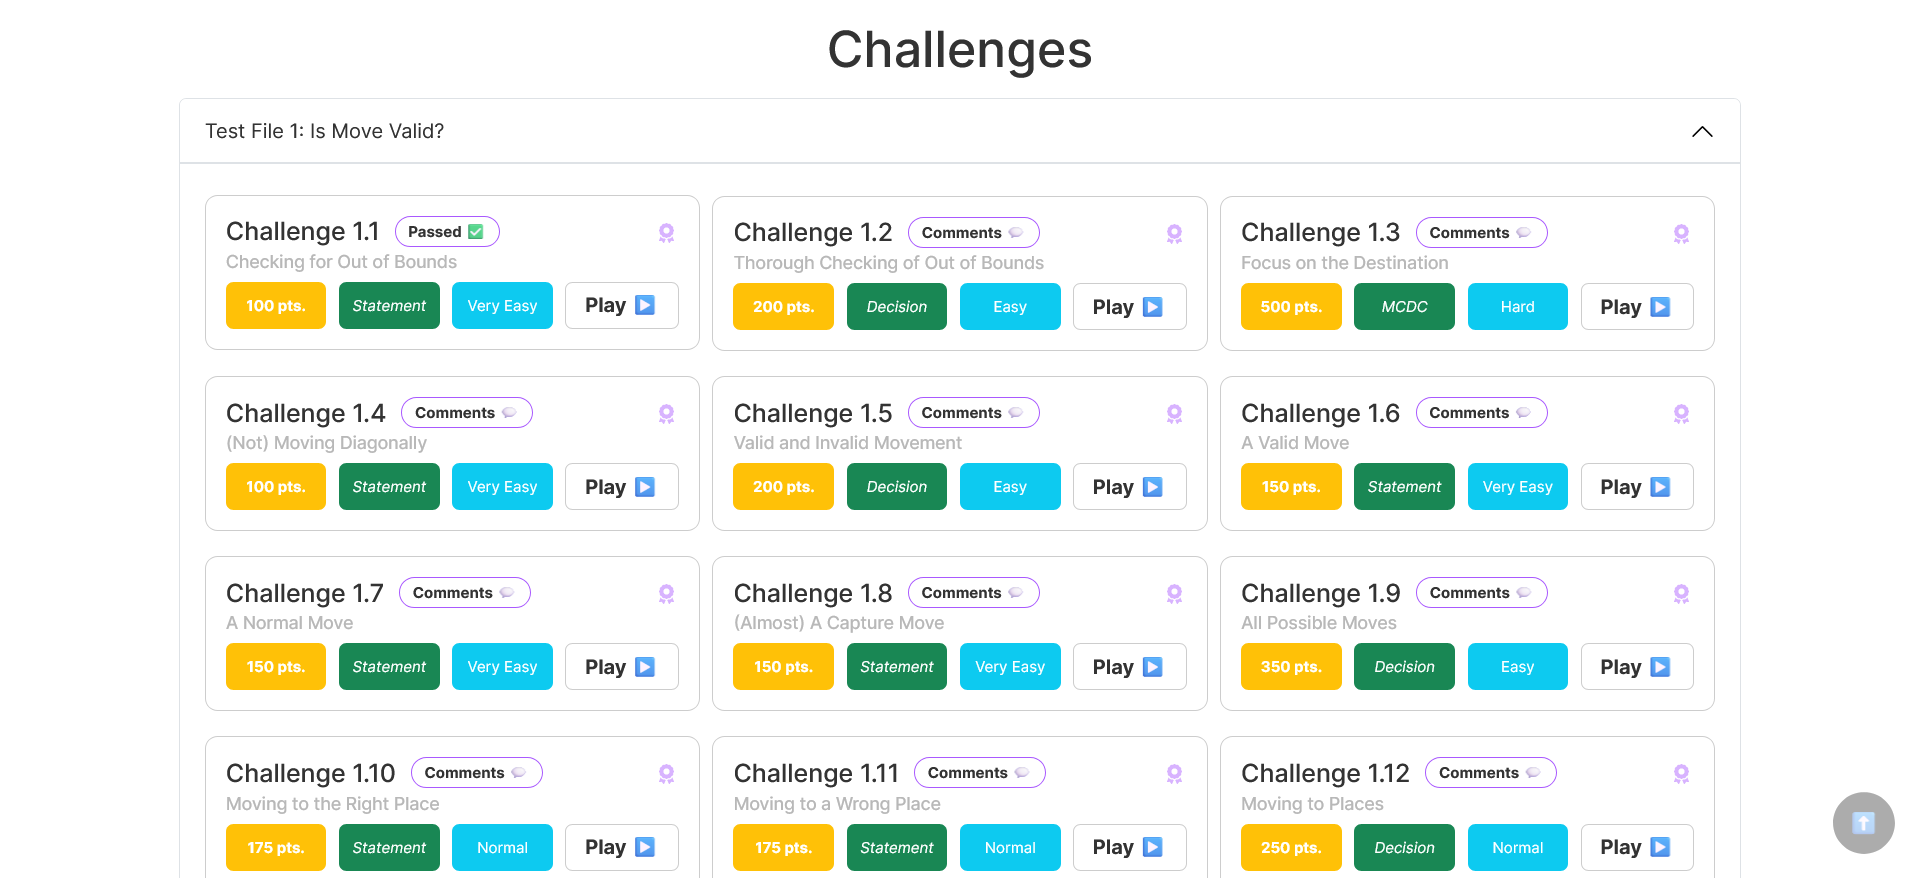 Challenges
Test File 1: Is Move Valid?
Challenge 1.1 Passed
Checking for Out of Bounds
100 pts. Statement Very Easy Play
Challenge 1.2 Comments
Thorough Checking of Out of Bounds
200 pts. Decision Easy Play
Challenge 1.3 Comments
Focus on the Destination
500 pts. MCDC Hard Play
Challenge 1.4 Comments
(Not) Moving Diagonally
100 pts. Statement Very Easy Play
Challenge 1.5 Comments
Valid and Invalid Movement
200 pts. Decision Easy Play
Challenge 1.6 Comments
A Valid Move
150 pts. Statement Very Easy Play
Challenge 1.7 Comments
A Normal Move
150 pts. Statement Very Easy Play
Challenge 1.8 Comments
(Almost) A Capture Move
150 pts. Statement Very Easy Play
Challenge 1.9 Comments
All Possible Moves
350 pts. Decision Easy Play
Challenge 1.10 Comments
Moving to the Right Place
175 pts. Statement Normal Play
Challenge 1.11 Comments
Moving to a Wrong Place
175 pts. Statement Normal Play
Challenge 1.12 Comments
Moving to Places
250 pts. Decision Normal Play